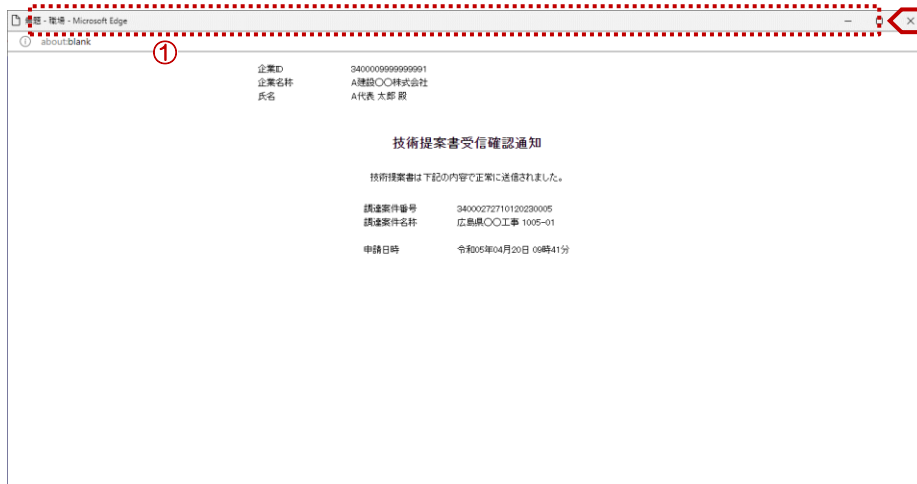 無題 - 職場 - Microsoft Edge
①
about:blank
企業ID 3400009999999991
企業名称 A建設〇〇株式会社
氏名 A代表 太郎 殿
技術提案書受信確認通知
技術提案書は下記の内容で正常に送信されました。
調達案件番号 34000272710120230005
調達案件名称 広島県〇〇工事 1005-01
申請日時 令和05年04月20日 09時41分